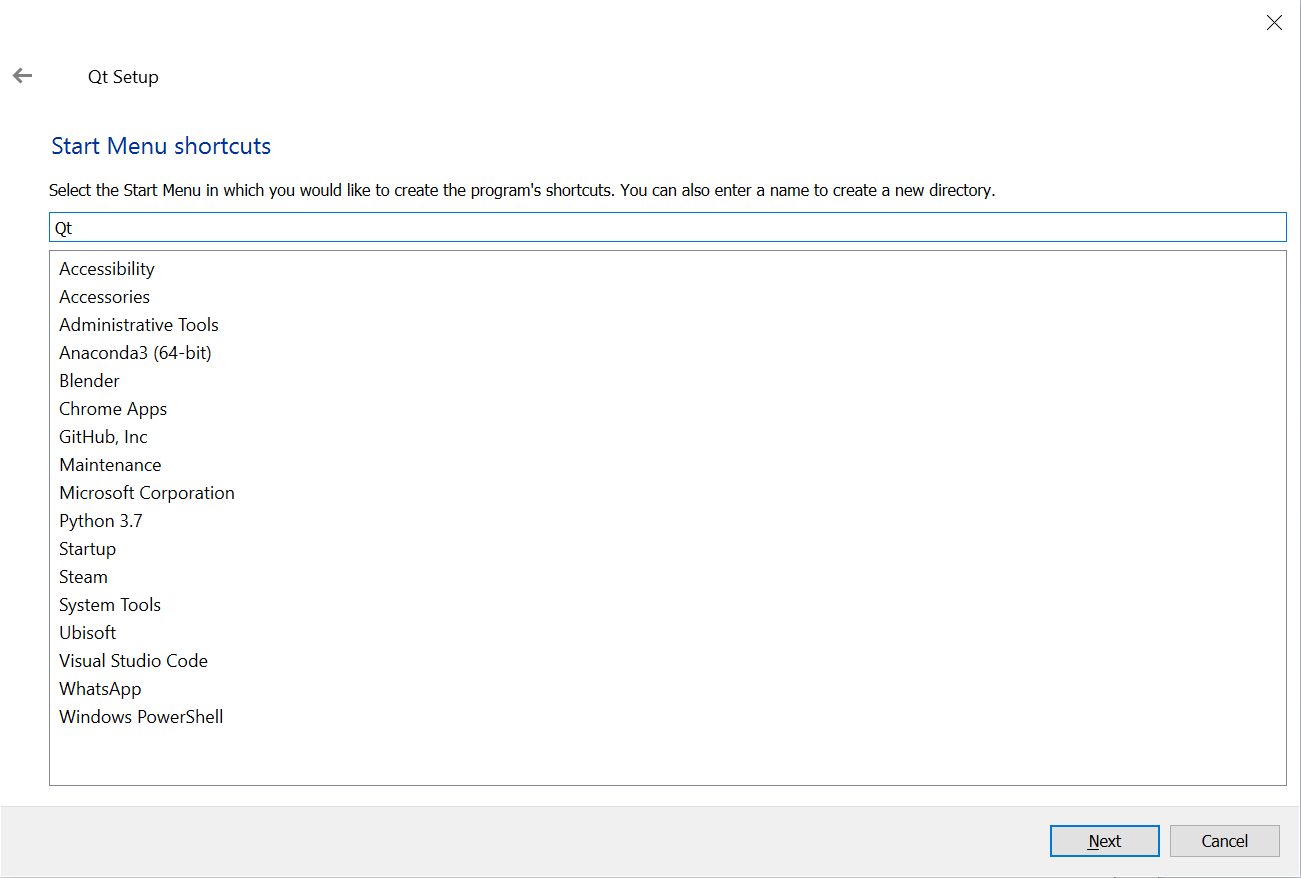 Qt Setup
Start Menu shortcuts
Select the Start Menu in which you would like to create the program's shortcuts. You can also enter a name to create a new directory.
Qt
Accessibility
Accessories
Administrative Tools
Anaconda3 (64-bit)
Blender
Chrome Apps
GitHub, Inc
Maintenance
Microsoft Corporation
Python 3.7
Startup
Steam
System Tools
Ubisoft
Visual Studio Code
WhatsApp
Windows PowerShell
Next Cancel